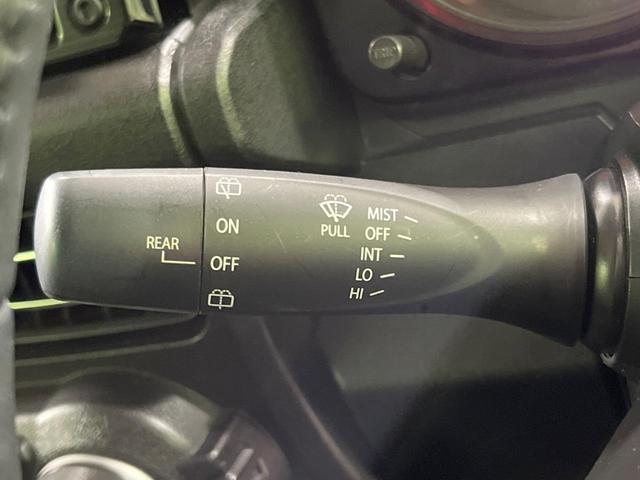 REAR
ON
OFF
PULL
MIST
OFF
INT
LO
HI